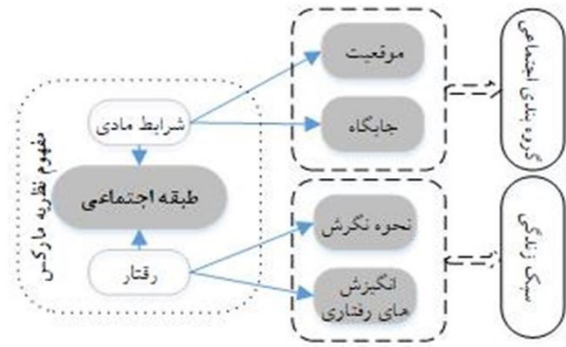 موقعیت
جایگاه
گروه بندی اجتماعی
شرایط مادی
طبقه اجتماعی
رفتار
مفهوم نظریه مارکس
نحوه نگرش
انگیزش
های رفتاری
سبک زندگی